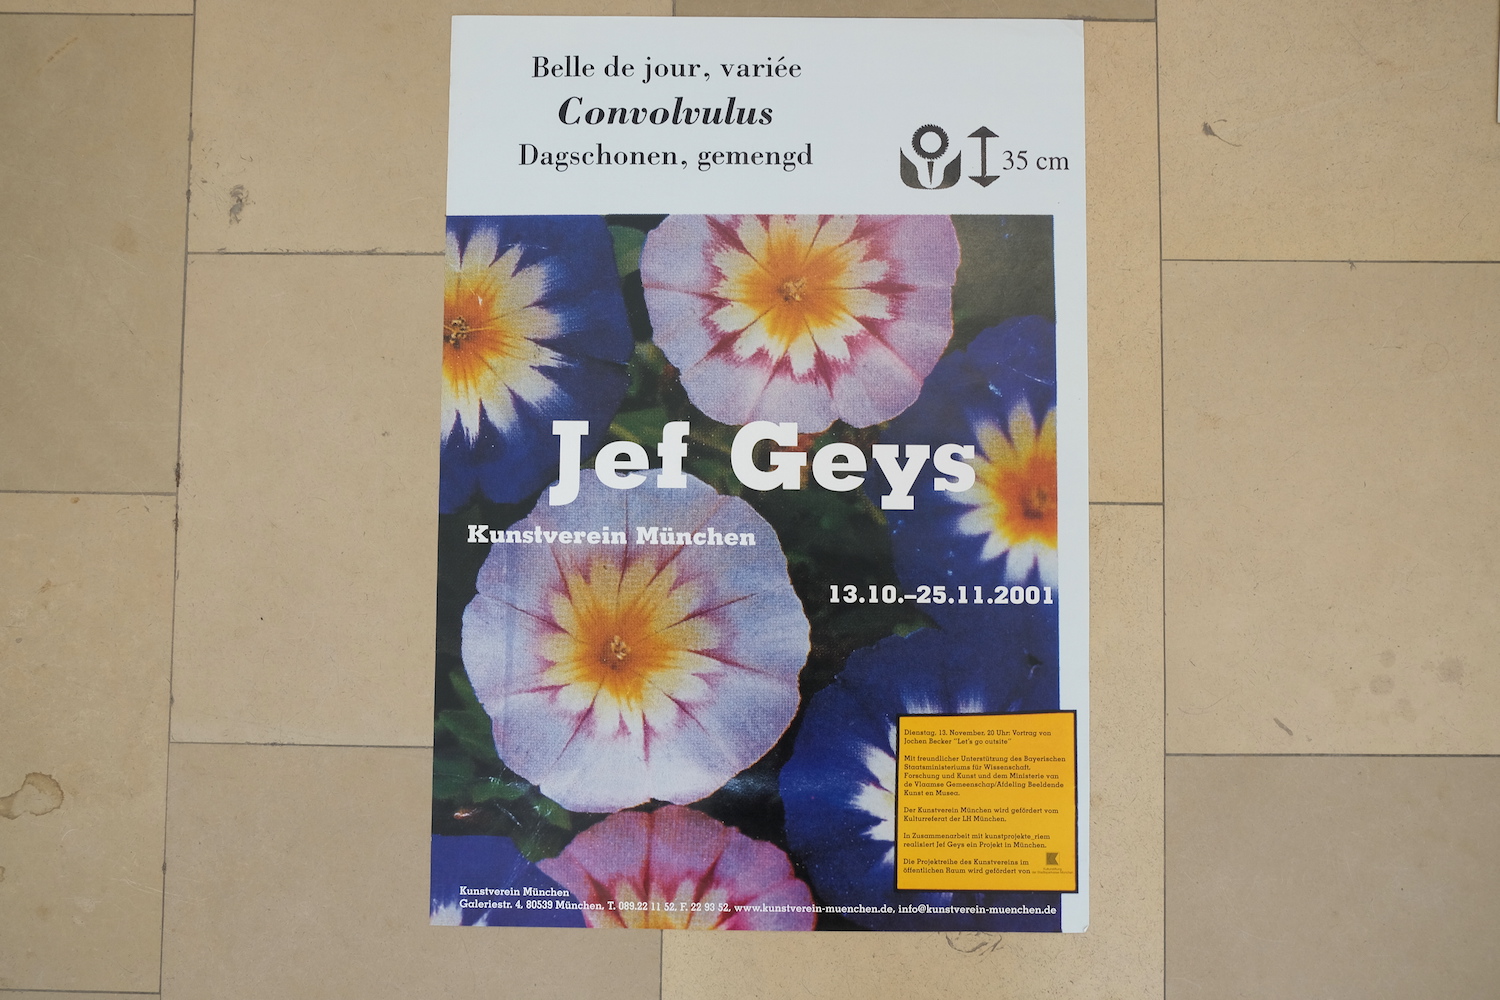 Belle de jour, variée
Convolvulus
Dagschonen, gemengd
35 cm
Jef Geys
Kunstverein München
13.10.–25.11.2001
Dienstag, 13. November, 20 Uhr: Vortrag von
Jochen Becker "Let's go outsite"
Mit freundlicher Unterstützung des Bayerischen
Staatsministeriums für Wissenschaft,
Forschung und Kunst und dem Ministerie van
de Vlaamse Gemeenschap/Afdeling Beeldende
Kunst en Musea.
Der Kunstverein München wird gefördert vom
Kulturreferat der LH München.
In Zusammenarbeit mit kunstprojekte_riem
realisiert Jef Geys ein Projekt in München.
Die Projektreihe des Kunstvereins im
öffentlichen Raum wird gefördert von
Kunstverein München
Galeriestr. 4, 80539 München, T. 089.22 11 52, F. 22 93 52, www.kunstverein-muenchen.de, info@kunstverein-muenchen.de